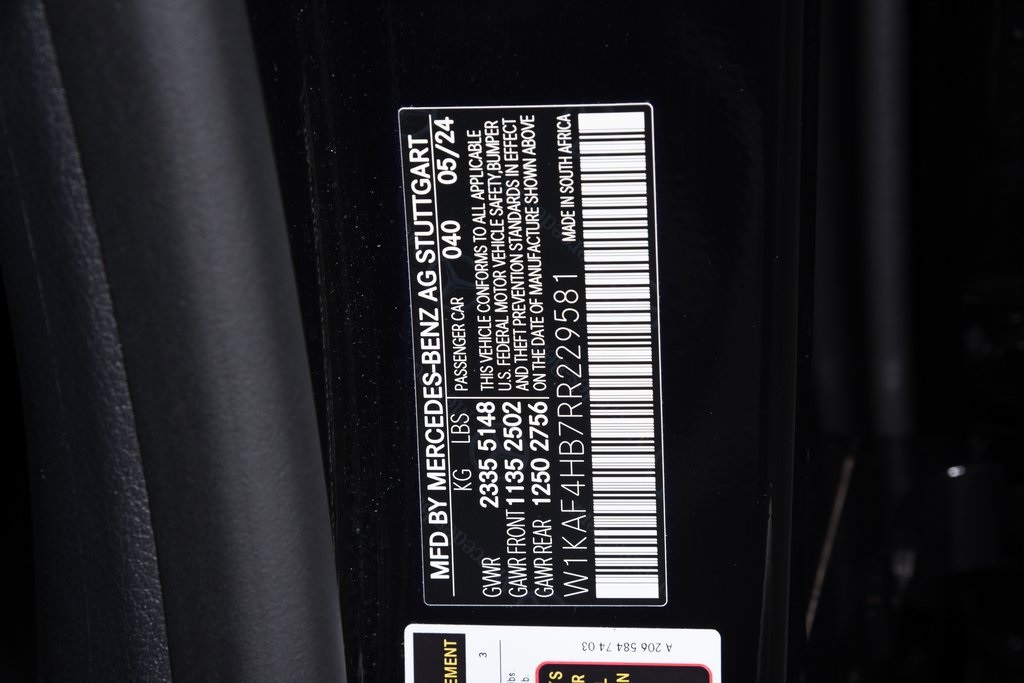 MFD BY MERCEDES-BENZ AG STUTTGART
KG LBS PASSENGER CAR 040 05/24
GVWR 2335 5148 THIS VEHICLE CONFORMS TO ALL APPLICABLE
U.S. FEDERAL MOTOR VEHICLE SAFETY,BUMPER
GAWR FRONT 1135 2502 AND THEFT PREVENTION STANDARDS IN EFFECT
GAWR REAR 1250 2756 ON THE DATE OF MANUFACTURE SHOWN ABOVE
W1KAF4HB7RR229581 MADE IN SOUTH AFRICA
3
A 206 584 74 03